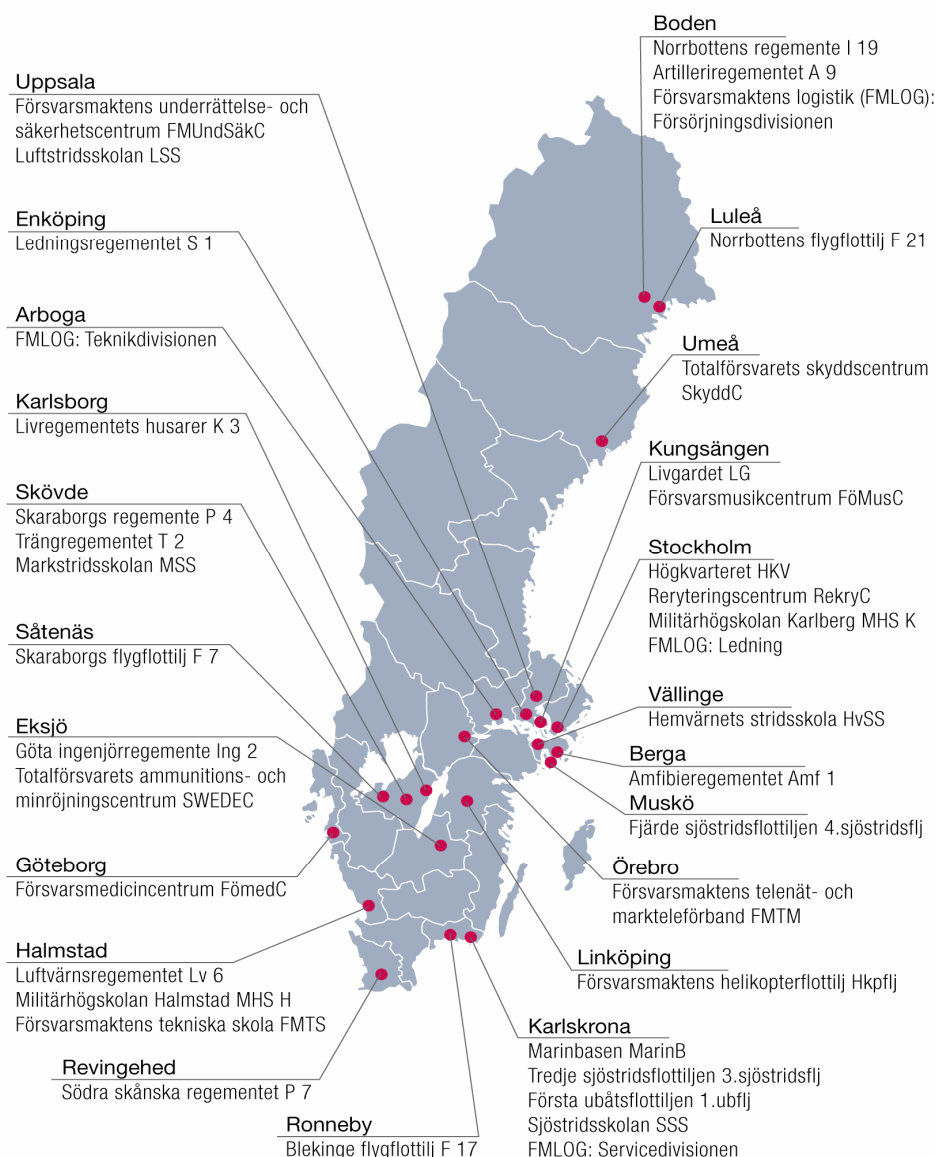 Boden
Norrbottens regemente I 19
Artilleriregementet A 9
Försvarsmaktens logistik (FMLOG):
Försörjningsdivisionen
Uppsala
Försvarsmaktens underrättelse- och
säkerhetscentrum FMUndSäkC
Luftstridsskolan LSS
Enköping
Ledningsregementet S 1
Luleå
Norrbottens flygflottilj F 21
Arboga
FMLOG: Teknikdivisionen
Umeå
Totalförsvarets skyddscentrum
SkyddC
Karlsborg
Livregementets husarer K 3
Kungsängen
Livgardet LG
Försvarsmusikcentrum FöMusC
Skövde
Skaraborgs regemente P 4
Trängregementet T 2
Markstridsskolan MSS
Stockholm
Högkvarteret HKV
Reryteringscentrum RekryC
Militärhögskolan Karlberg MHS K
FMLOG: Ledning
Såtenäs
Skaraborgs flygflottilj F 7
Vällinge
Hemvärnets stridsskola HvSS
Eksjö
Göta ingenjörregemente Ing 2
Totalförsvarets ammunitions- och
minröjningscentrum SWEDEC
Berga
Amfibieregementet Amf 1
Muskö
Fjärde sjöstridsflottiljen 4.sjöstridsflj
Göteborg
Försvarsmedicincentrum FömedC
Örebro
Försvarsmaktens telenät- och
markteleförband FMTM
Halmstad
Luftvärnsregementet Lv 6
Militärhögskolan Halmstad MHS H
Försvarsmaktens tekniska skola FMTS
Linköping
Försvarsmaktens helikopterflottilj Hkpflj
Revingehed
Södra skånska regementet P 7
Karlskrona
Marinbasen MarinB
Tredje sjöstridsflottiljen 3.sjöstridsflj
Första ubåtsflottiljen 1.ubflj
Sjöstridsskolan SSS
FMLOG: Servicedivisionen
Ronneby
Blekinge flygflottilj F 17